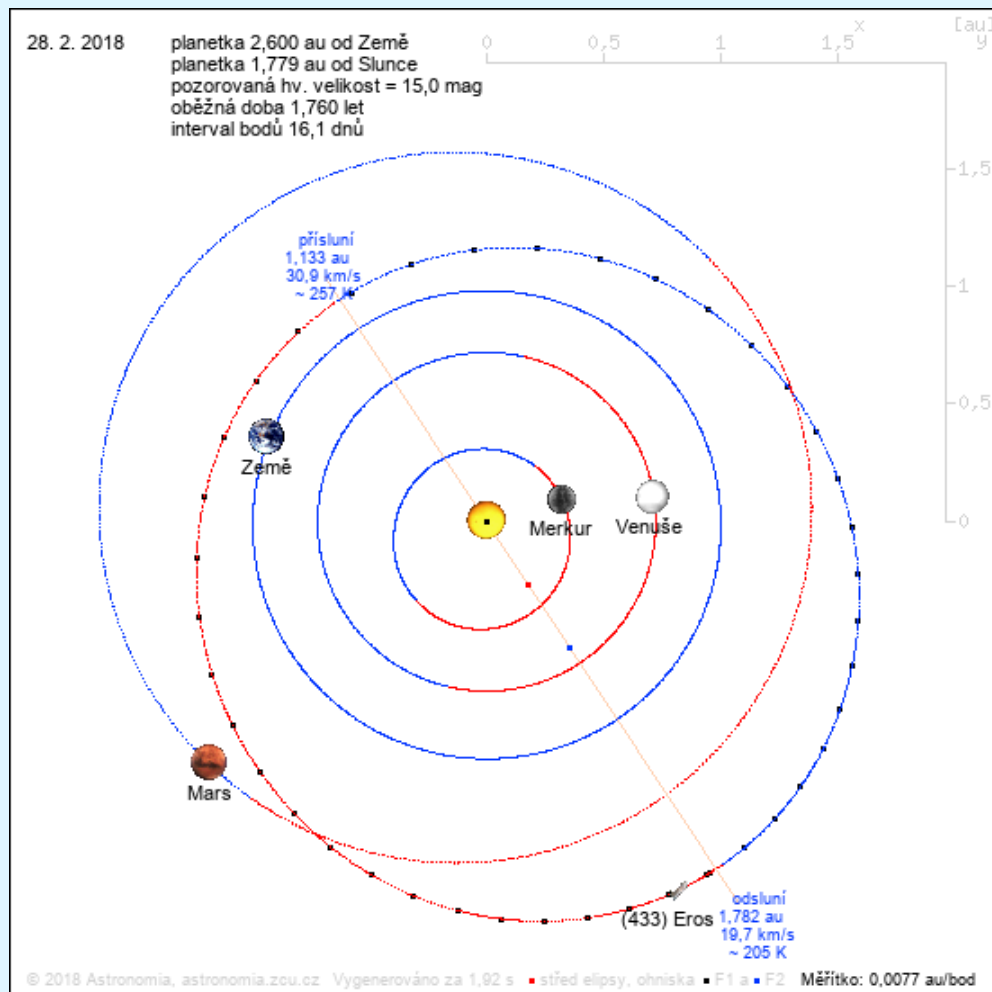 28. 2. 2018
planetka 2,600 au od Země
planetka 1,779 au od Slunce
pozorovaná hv. velikost = 15,0 mag
oběžná doba 1,760 let
interval bodů 16,1 dnů
x
[au]
y
0
0,5
1
1,5
1,5
1
0,5
0
přísluní
1,133 au
30,9 km/s
~ 257 K
Země
Merkur
Venuše
Mars
(433) Eros
odsluní
1,782 au
19,7 km/s
~ 205 K
© 2018 Astronomia, astronomia.zcu.cz Vygenerováno za 1,92 s střed elipsy, ohniska F1 a F2 Měřítko: 0,0077 au/bod